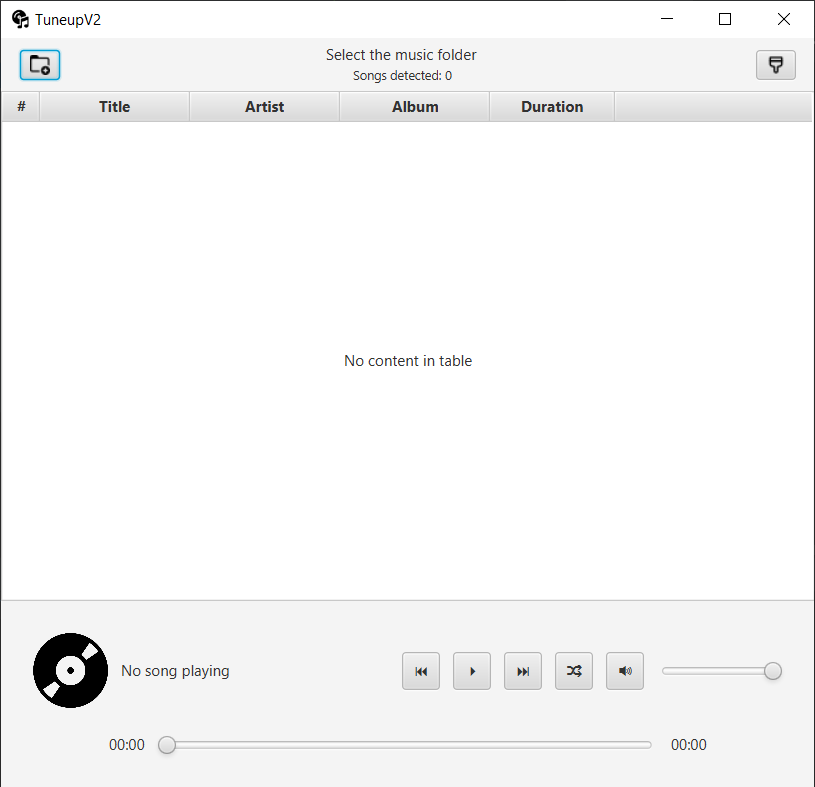 TuneupV2
Select the music folder
Songs detected: 0
# Title Artist Album Duration
No content in table
No song playing
00:00 00:00